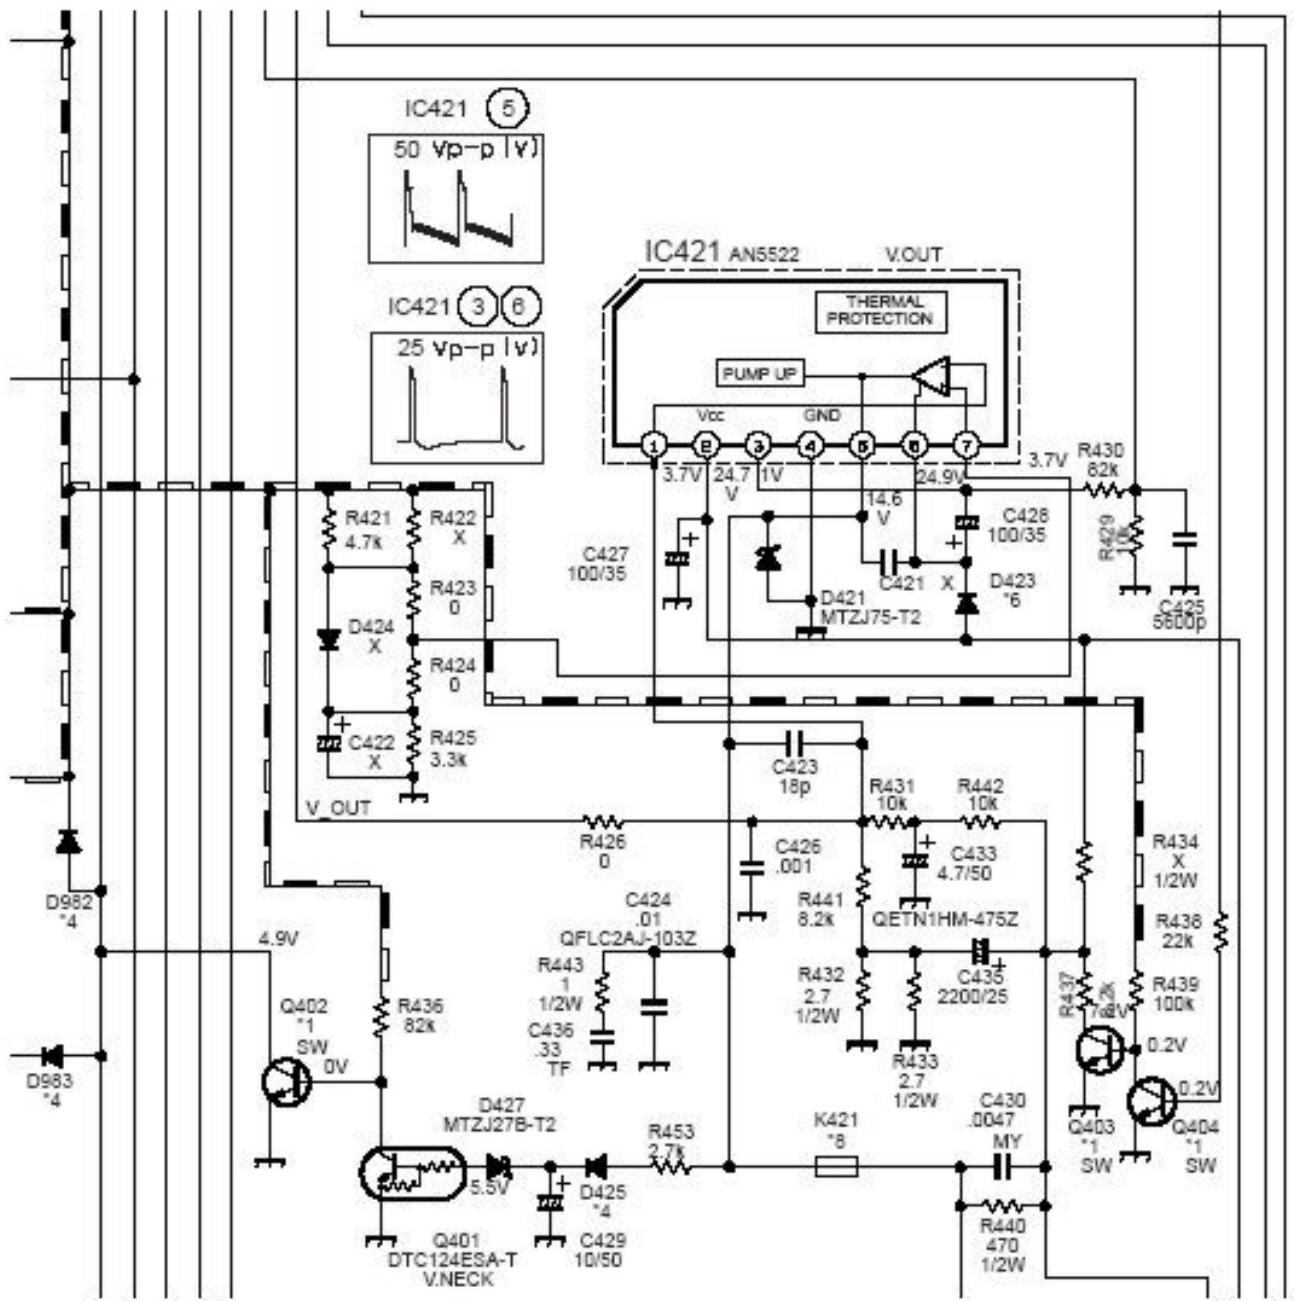 IC421 5
50 Vp-p (V)
IC421 3 6
25 Vp-p (V)
IC421 AN5522 V.OUT
THERMAL
PROTECTION
PUMP UP
Vcc GND
1 2 3 4 5 6 7
3.7V 24.7
V
1V
14.6
V
24.9V
3.7V
R430
82k
R421
4.7k
R422
X
C427
100/35
C428
100/35
R429
10k
R423
0
C421
X
D423
*6
D421
MTZJ75-T2
C425
5600p
D424
X
R424
0
C422
X
R425
3.3k
C423
18p
V_OUT
R426
0
R431
10k
R442
10k
C426
.001
C433
4.7/50
R434
X
1/2W
D982
*4
C424
.01
QFLC2AJ-103Z
R441
8.2k
QETN1HM-475Z
R438
22k
4.9V
R443
1
1/2W
R432
2.7
1/2W
C435
2200/25
R437
8.2k
R439
100k
Q402
*1
SW
0V
R436
82k
C436
.33
TF
R433
2.7
1/2W
0.2V
0.2V
D983
*4
D427
MTZJ27B-T2
R453
2.7k
K421
*8
C430
.0047
MY
Q403
*1
SW
Q404
*1
SW
5.5V
D425
*4
Q401
DTC124ESA-T
V.NECK
C429
10/50
R440
470
1/2W